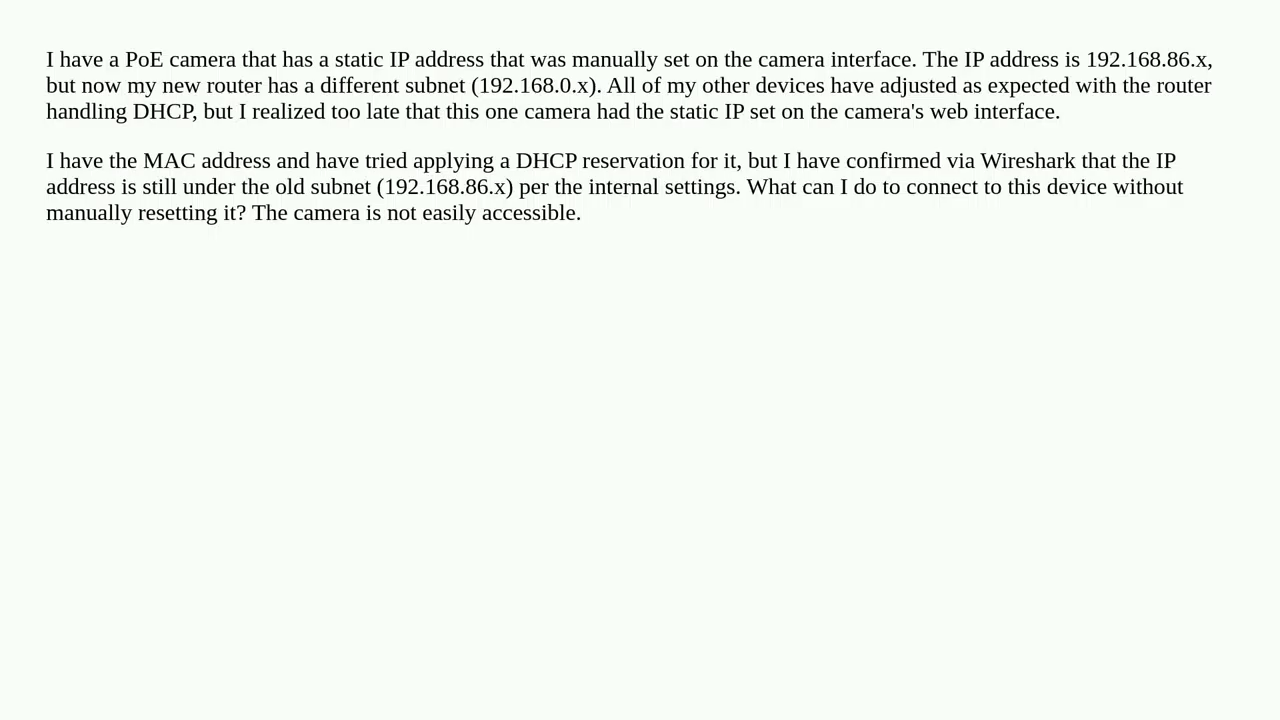 I have a PoE camera that has a static IP address that was manually set on the camera interface. The IP address is 192.168.86.x,
but now my new router has a different subnet (192.168.0.x). All of my other devices have adjusted as expected with the router
handling DHCP, but I realized too late that this one camera had the static IP set on the camera's web interface.
I have the MAC address and have tried applying a DHCP reservation for it, but I have confirmed via Wireshark that the IP
address is still under the old subnet (192.168.86.x) per the internal settings. What can I do to connect to this device without
manually resetting it? The camera is not easily accessible.